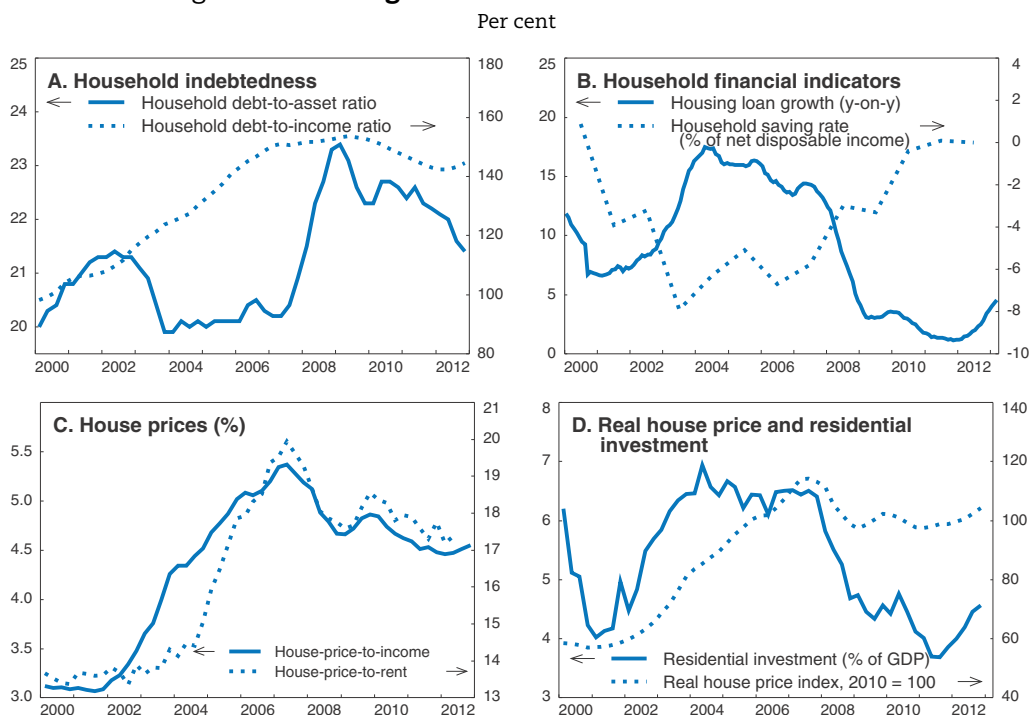 Per cent
A. Household indebtedness
Household debt-to-asset ratio
Household debt-to-income ratio
25
24
23
22
21
20
180
160
140
120
100
80
2000 2002 2004 2006 2008 2010 2012
B. Household financial indicators
Housing loan growth (y-on-y)
Household saving rate
(% of net disposable income)
25
20
15
10
5
0
4
2
0
-2
-4
-6
-8
-10
2000 2002 2004 2006 2008 2010 2012
C. House prices (%)
House-price-to-income
House-price-to-rent
5.5
5.0
4.5
4.0
3.5
3.0
21
20
19
18
17
16
15
14
13
2000 2002 2004 2006 2008 2010 2012
D. Real house price and residential
investment
Residential investment (% of GDP)
Real house price index, 2010 = 100
8
7
6
5
4
3
140
120
100
80
60
40
2000 2002 2004 2006 2008 2010 2012